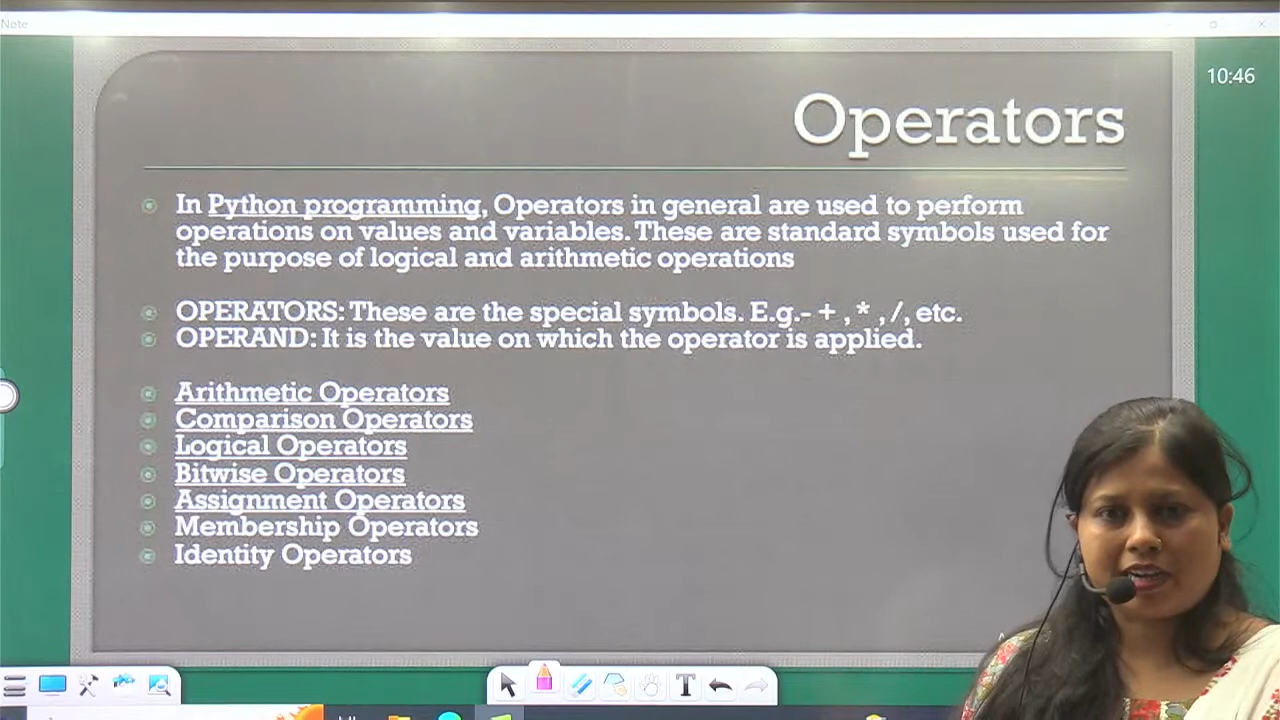 Note
10:46
Operators
In Python programming, Operators in general are used to perform
operations on values and variables. These are standard symbols used for
the purpose of logical and arithmetic operations
OPERATORS: These are the special symbols. E.g.- + , * , /, etc.
OPERAND: It is the value on which the operator is applied.
Arithmetic Operators
Comparison Operators
Logical Operators
Bitwise Operators
Assignment Operators
Membership Operators
Identity Operators
T